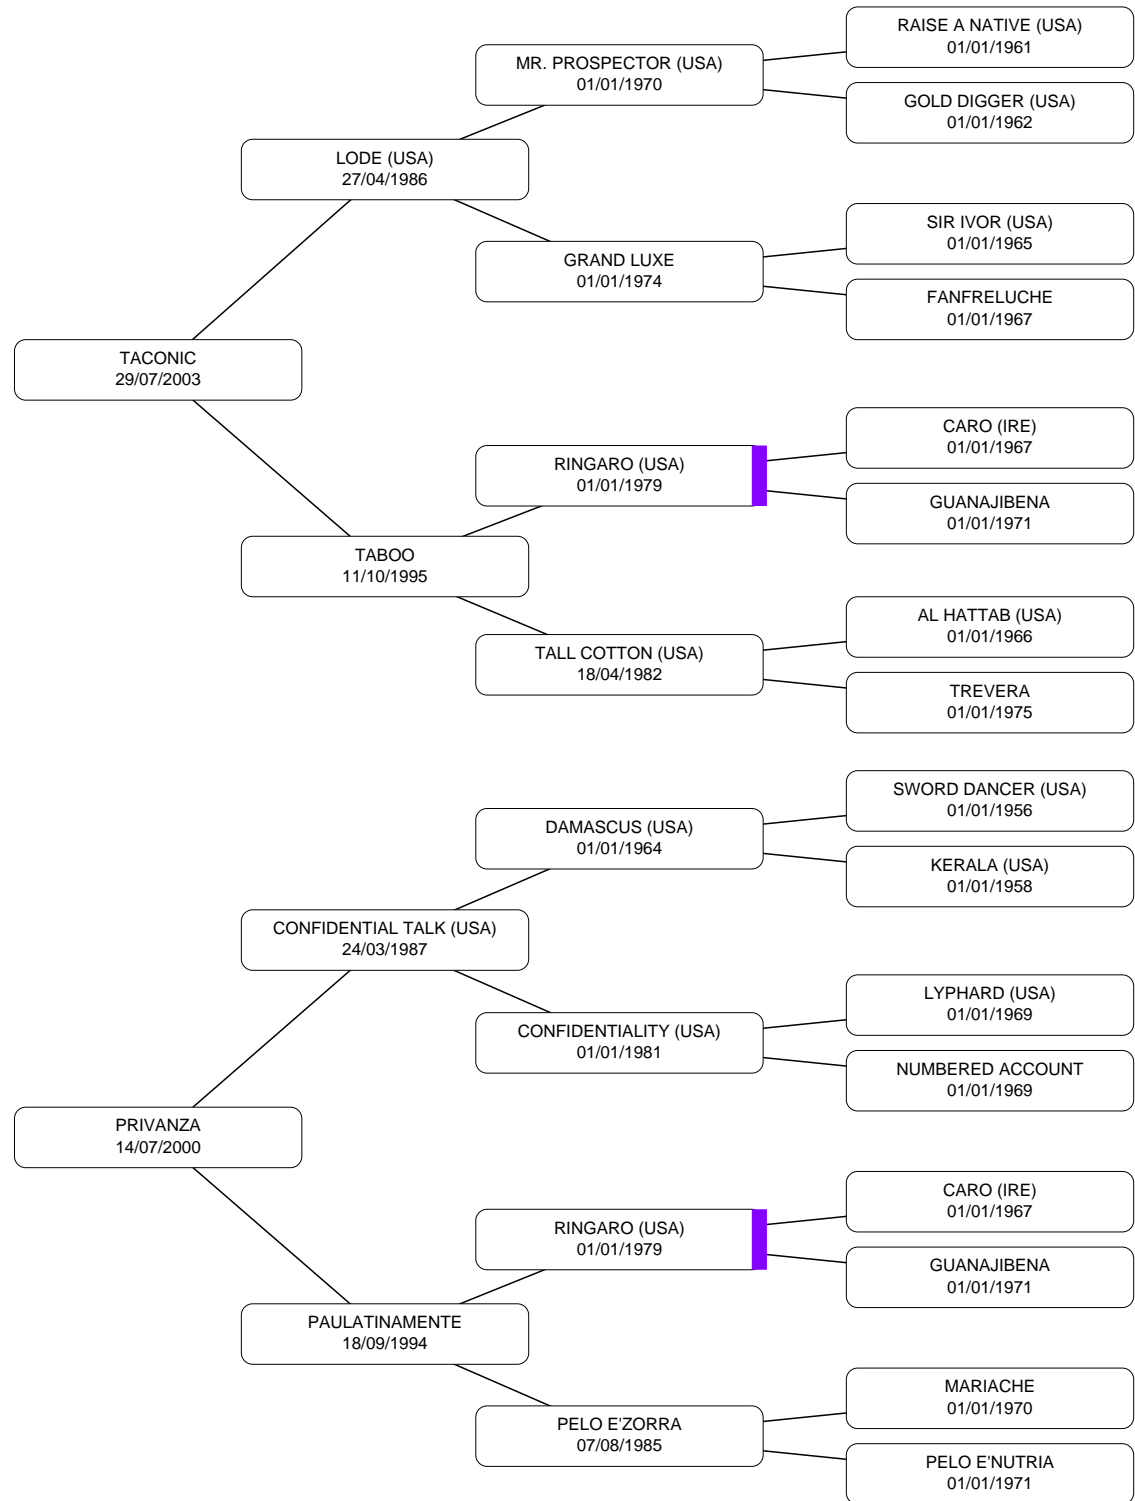 RAISE A NATIVE (USA)
01/01/1961
MR. PROSPECTOR (USA)
01/01/1970
GOLD DIGGER (USA)
01/01/1962
LODE (USA)
27/04/1986
SIR IVOR (USA)
01/01/1965
GRAND LUXE
01/01/1974
FANFRELUCHE
01/01/1967
TACONIC
29/07/2003
CARO (IRE)
01/01/1967
RINGARO (USA)
01/01/1979
GUANAJIBENA
01/01/1971
TABOO
11/10/1995
AL HATTAB (USA)
01/01/1966
TALL COTTON (USA)
18/04/1982
TREVERA
01/01/1975
SWORD DANCER (USA)
01/01/1956
DAMASCUS (USA)
01/01/1964
KERALA (USA)
01/01/1958
CONFIDENTIAL TALK (USA)
24/03/1987
LYPHARD (USA)
01/01/1969
CONFIDENTIALITY (USA)
01/01/1981
NUMBERED ACCOUNT
01/01/1969
PRIVANZA
14/07/2000
CARO (IRE)
01/01/1967
RINGARO (USA)
01/01/1979
GUANAJIBENA
01/01/1971
PAULATINAMENTE
18/09/1994
MARIACHE
01/01/1970
PELO E'ZORRA
07/08/1985
PELO E'NUTRIA
01/01/1971